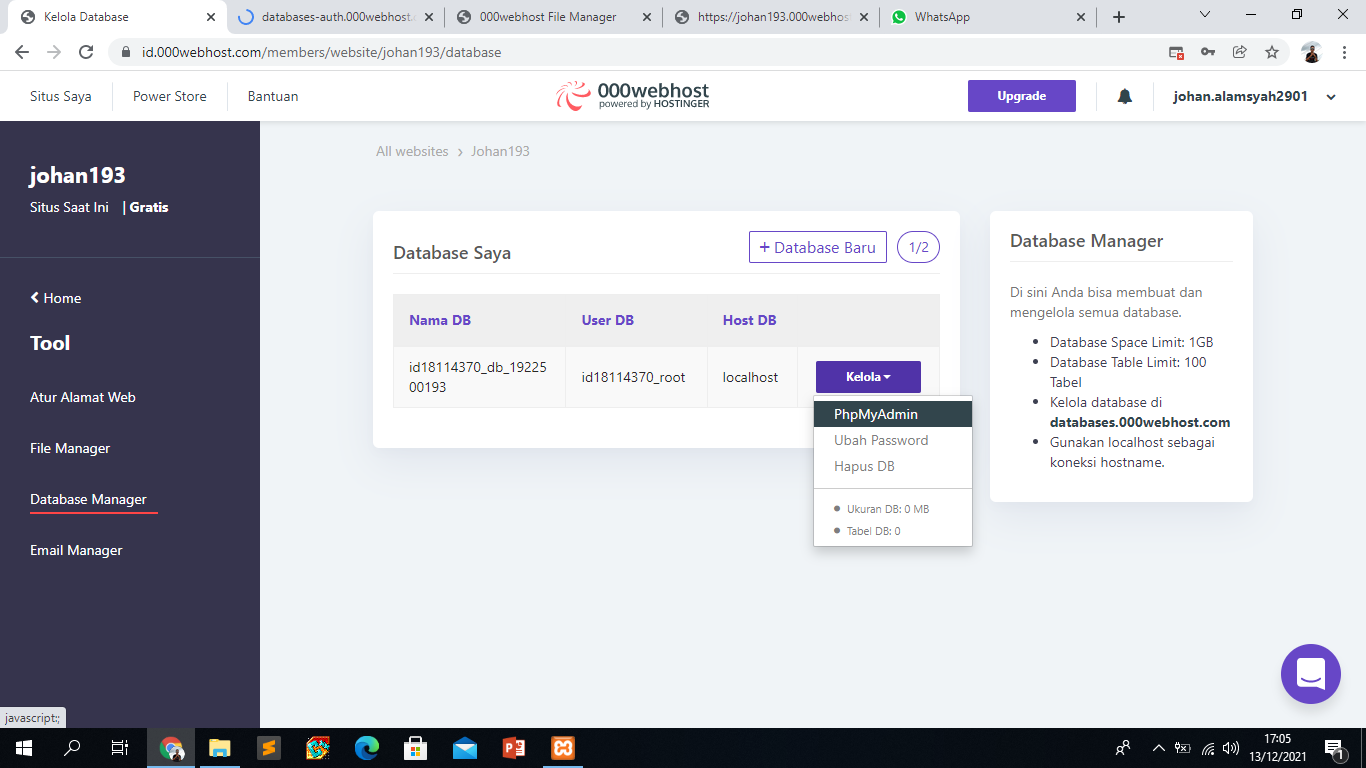 Kelola Database
databases-auth.000webhost.
000webhost File Manager
https://johan193.000webhos
WhatsApp
id.000webhost.com/members/website/johan193/database
Situs Saya
Power Store
Bantuan
000webhost
powered by HOSTINGER
Upgrade
johan.alamsyah2901
johan193
Situs Saat Ini | Gratis
Home
Tool
Atur Alamat Web
File Manager
Database Manager
Email Manager
All websites › Johan193
Database Saya
+ Database Baru
1/2
Nama DB User DB Host DB
id18114370_db_19225
00193
id18114370_root
localhost
Kelola
PhpMyAdmin
Ubah Password
Hapus DB
Ukuran DB: 0 MB
Tabel DB: 0
Database Manager
Di sini Anda bisa membuat dan
mengelola semua database.
Database Space Limit: 1GB
Database Table Limit: 100
Tabel
Kelola database di
databases.000webhost.com
Gunakan localhost sebagai
koneksi hostname.
javascript:;
17:05
13/12/2021
1